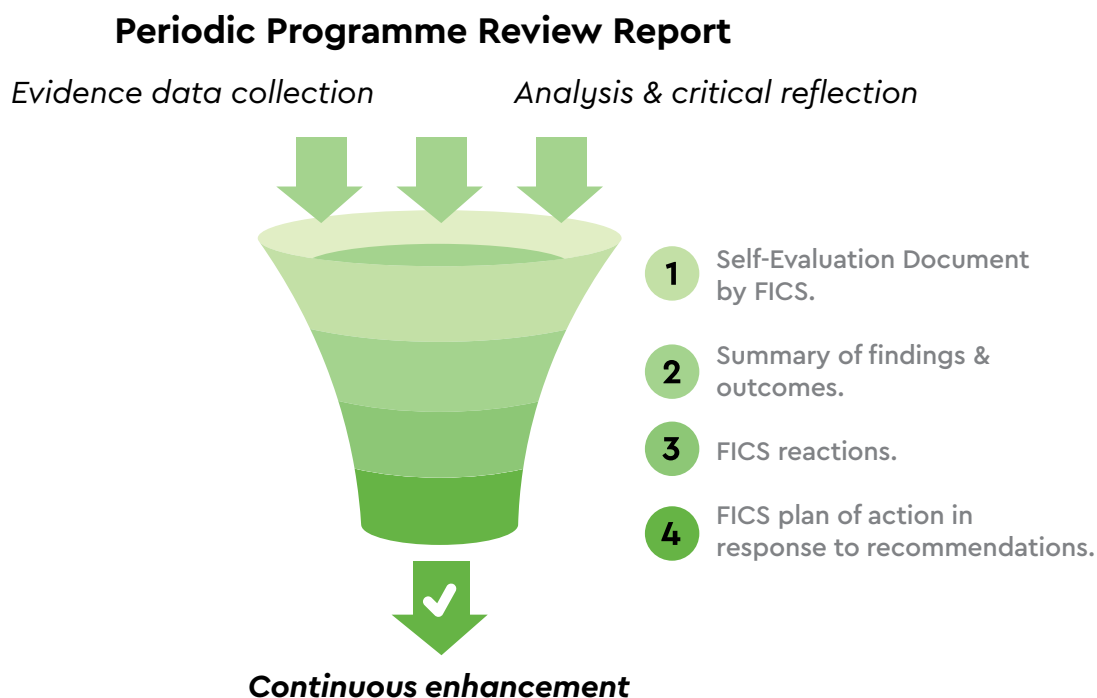 Periodic Programme Review Report
Evidence data collection
Analysis & critical reflection
1
Self-Evaluation Document
by FICS.
2
Summary of findings &
outcomes.
3
FICS reactions.
4
FICS plan of action in
response to recommendations.
Continuous enhancement